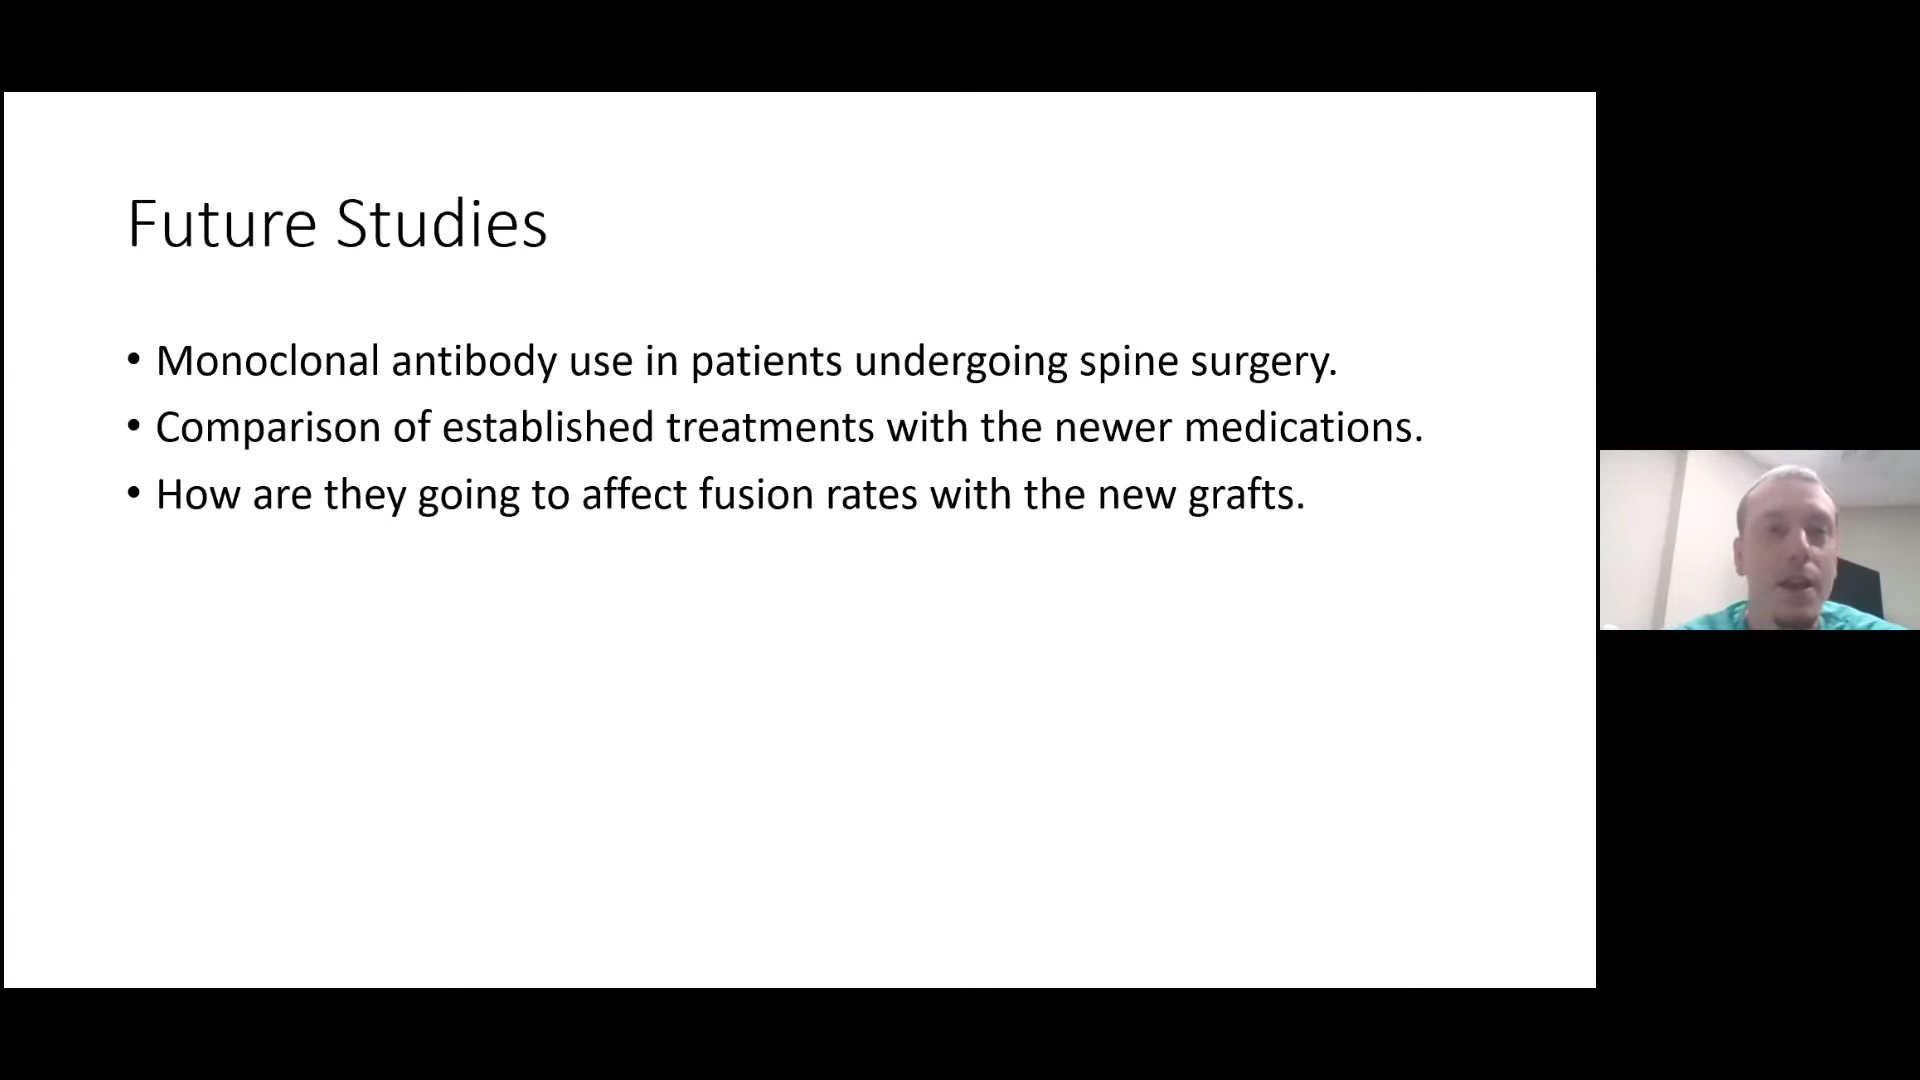 Future Studies
• Monoclonal antibody use in patients undergoing spine surgery.
• Comparison of established treatments with the newer medications.
• How are they going to affect fusion rates with the new grafts.